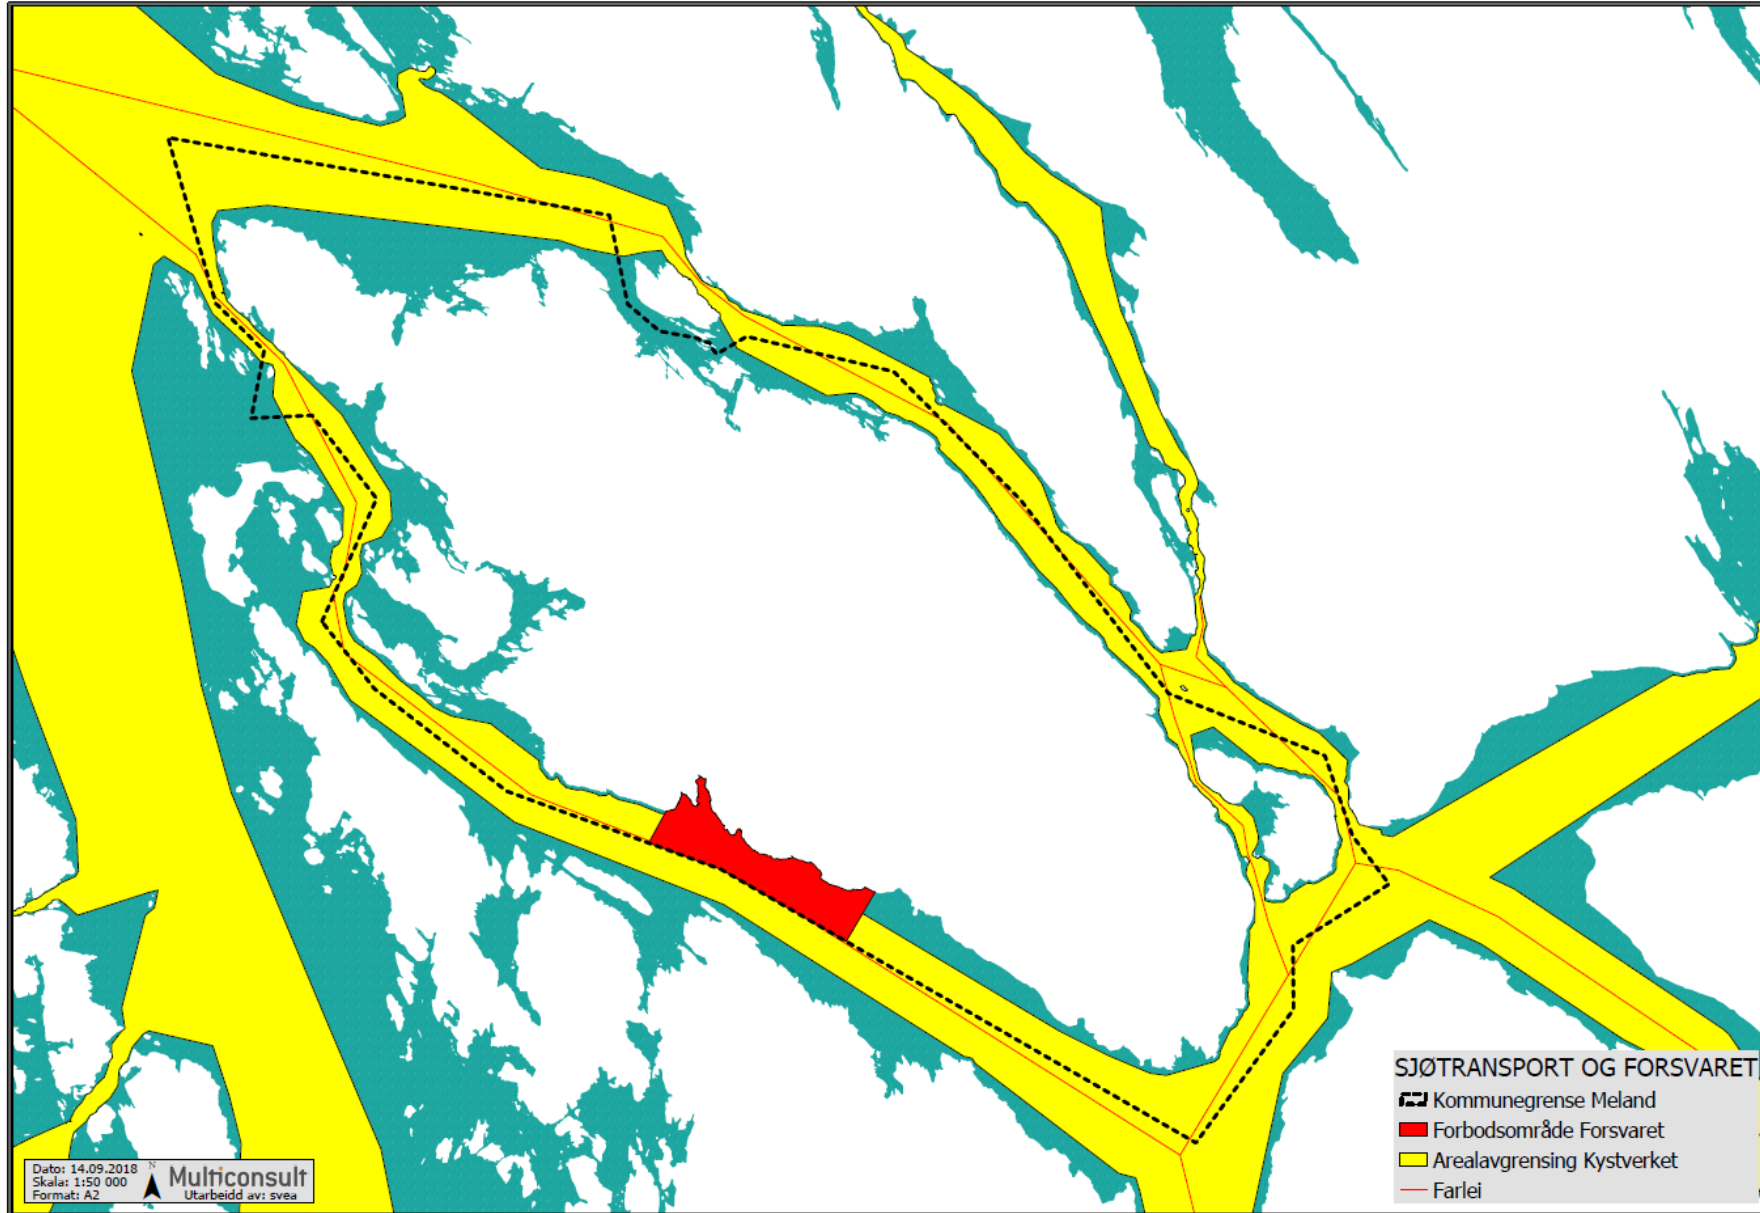 SJØTRANSPORT OG FORSVARET
Kommunegrense Meland
Forbodsområde Forsvaret
Arealavgrensing Kystverket
Farlei
Dato: 14.09.2018
Skala: 1:50 000
Format: A2
N
Multiconsult
Utarbeidd av: svea